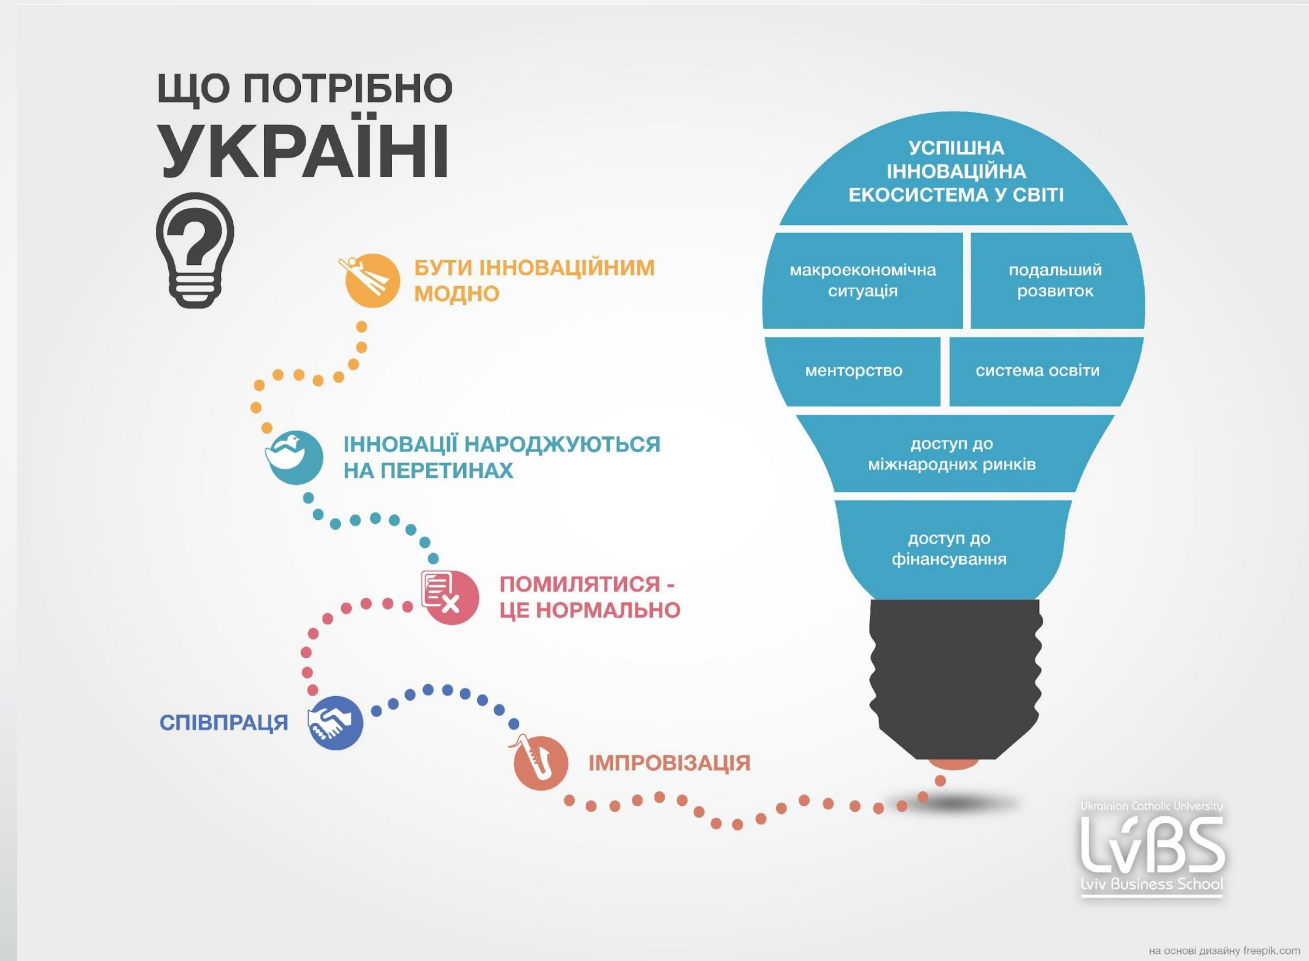 ЩО ПОТРІБНО
УКРАЇНІ
?
БУТИ ІННОВАЦІЙНИМ
МОДНО
ІННОВАЦІЇ НАРОДЖУЮТЬСЯ
НА ПЕРЕТИНАХ
ПОМИЛЯТИСЯ -
ЦЕ НОРМАЛЬНО
СПІВПРАЦЯ
ІМПРОВІЗАЦІЯ
УСПІШНА
ІННОВАЦІЙНА
ЕКОСИСТЕМА У СВІТІ
макроекономічна
ситуація
подальший
розвиток
менторство
система освіти
доступ до
міжнародних ринків
доступ до
фінансування
Ukrainian Catholic University
LvBS
Lviv Business School
на основі дизайну freepik.com